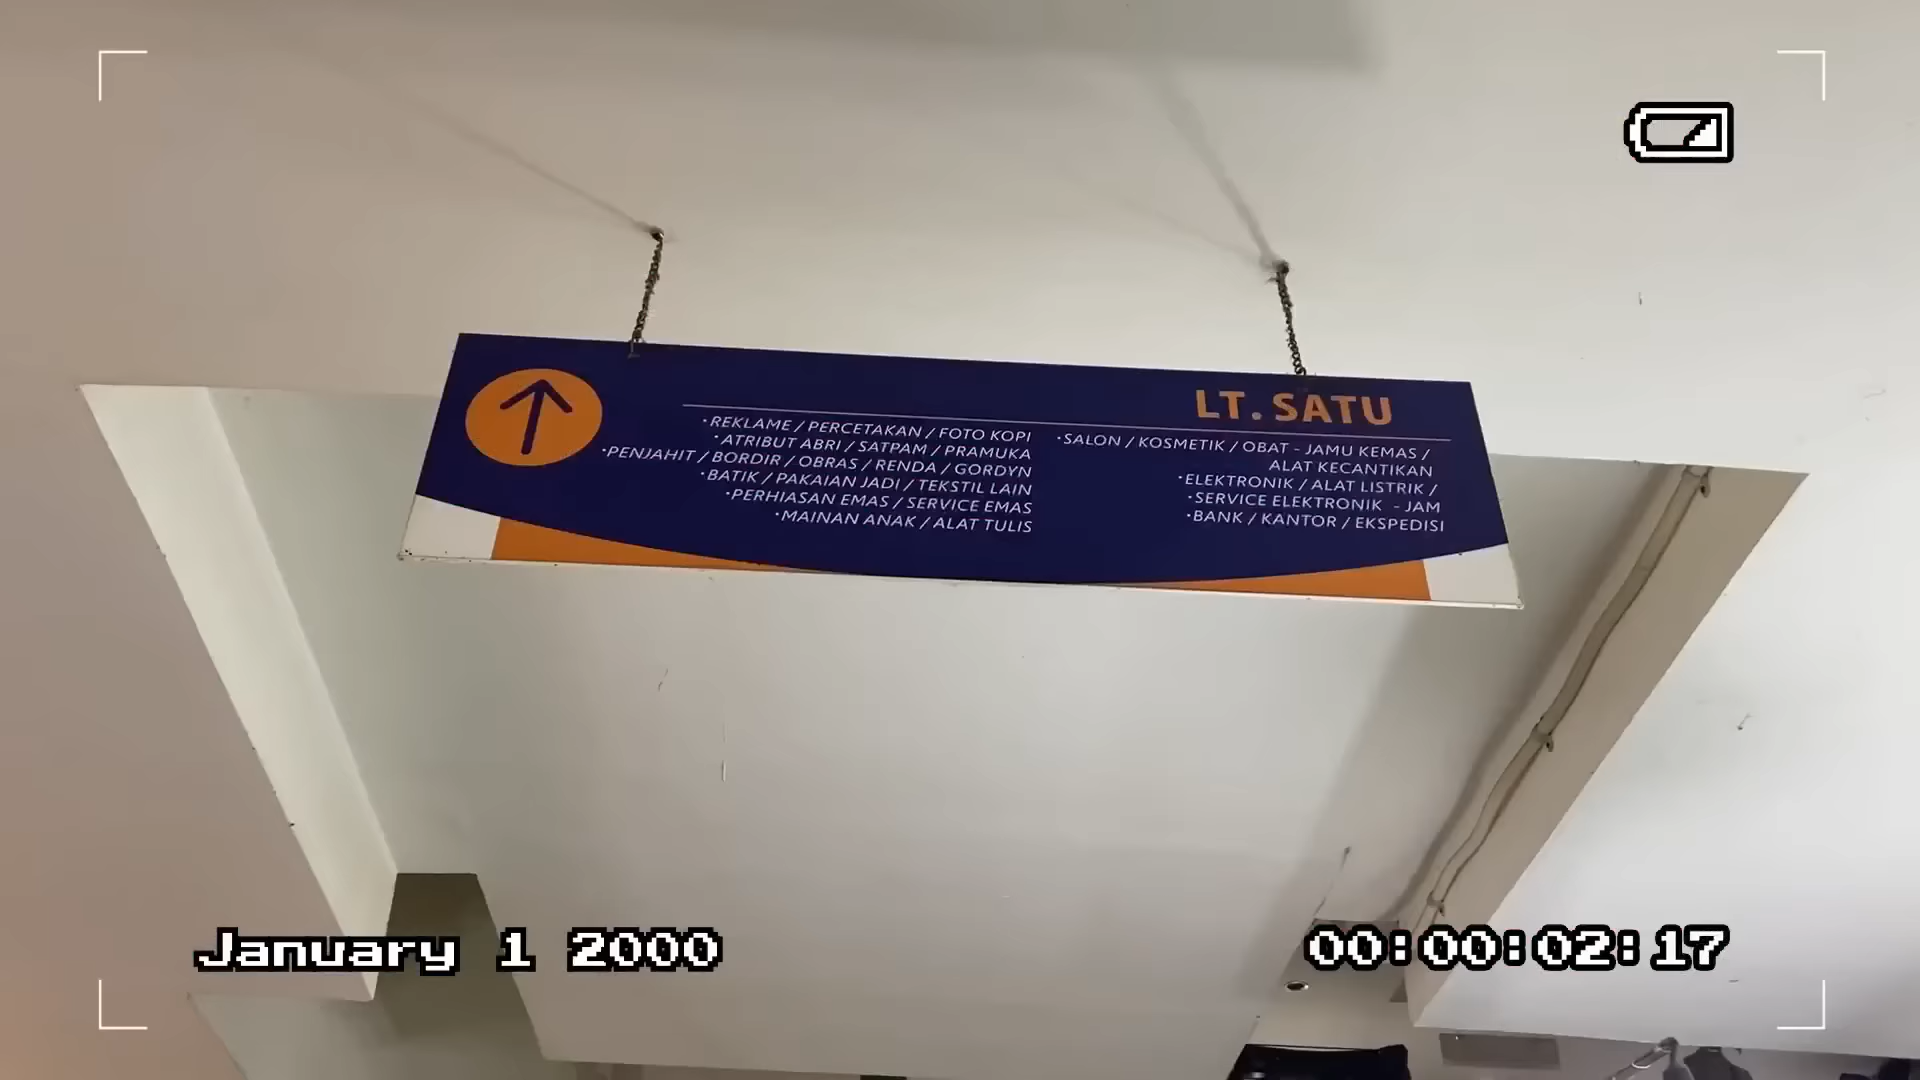 LT. SATU
·REKLAME / PERCETAKAN / FOTO KOPI
·ATRIBUT ABRI / SATPAM / PRAMUKA
·PENJAHIT / BORDIR / OBRAS / RENDA / GORDYN
·BATIK / PAKAIAN JADI / TEKSTIL LAIN
·PERHIASAN EMAS / SERVICE EMAS
·MAINAN ANAK / ALAT TULIS
·SALON / KOSMETIK / OBAT - JAMU KEMAS /
ALAT KECANTIKAN
·ELEKTRONIK / ALAT LISTRIK /
·SERVICE ELEKTRONIK - JAM
·BANK / KANTOR / EKSPEDISI
January 1 2000
00:00:02:17